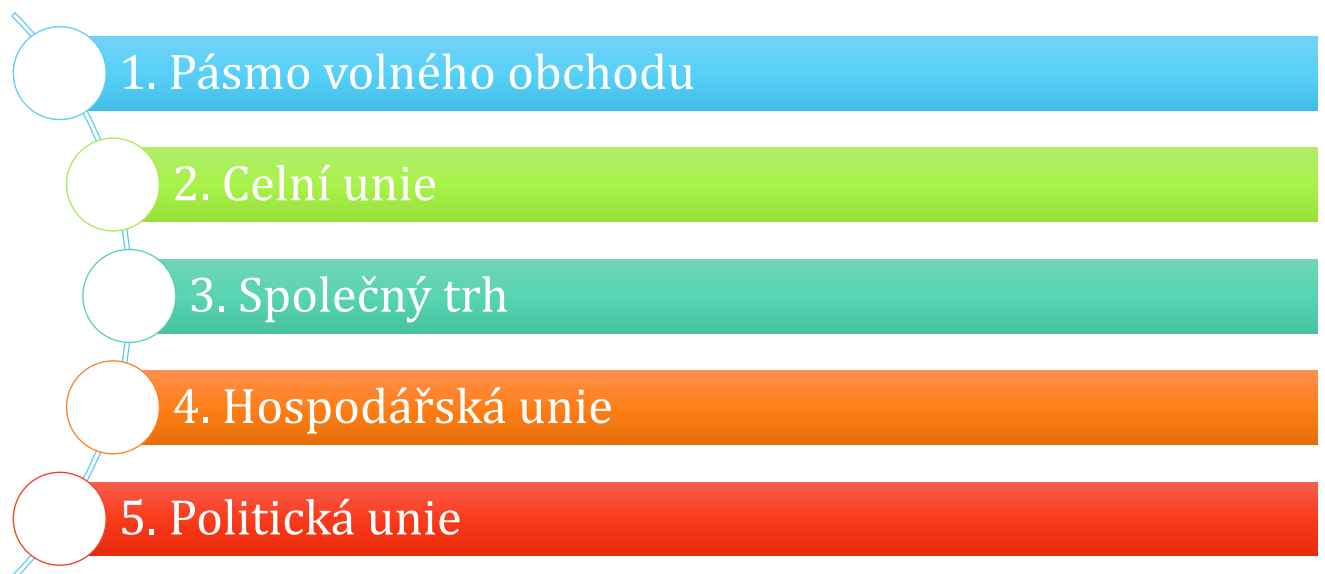 1. Pásmo volného obchodu
2. Celní unie
3. Společný trh
4. Hospodářská unie
5. Politická unie